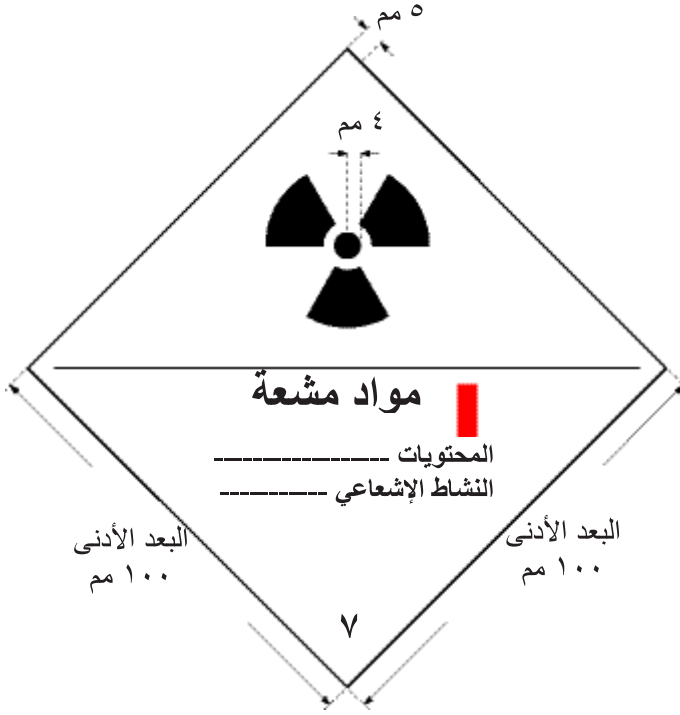 ٥ مم
٤ مم
مواد مشعة
المحتويات ------------------
النشاط الإشعاعي -----------
البعد الأدنى
١٠٠ مم
البعد الأدنى
١٠٠ مم
٧